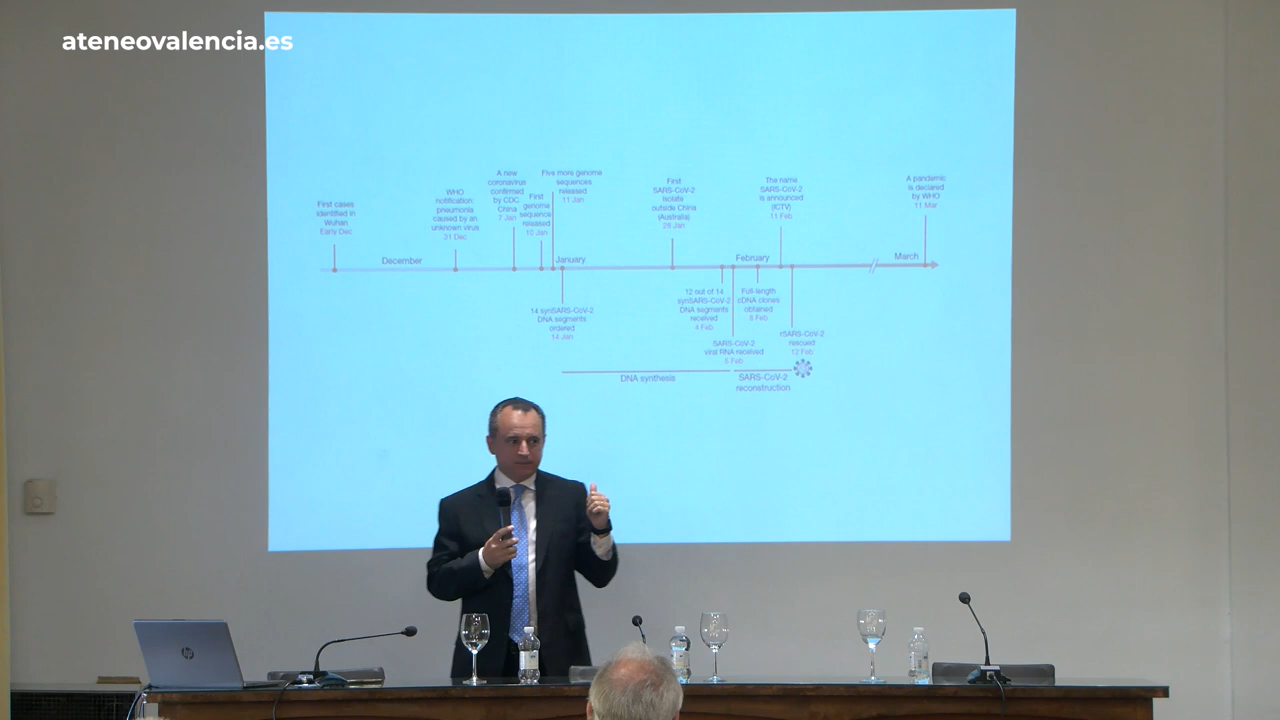 ateneovalencia.es
First cases
identified in
Wuhan
Early Dec
WHO
notification:
pneumonia
caused by an
unknown virus
31 Dec
A new
coronavirus
confirmed
by CDC
China
7 Jan
First
genome
sequence
released
10 Jan
Five more genome
sequences
released
11 Jan
First
SARS-CoV-2
isolate
outside China
(Australia)
28 Jan
The name
SARS-CoV-2
is announced
(ICTV)
11 Feb
A pandemic
is declared
by WHO
11 Mar
December
January
February
March
14 synSARS-CoV-2
DNA segments
ordered
14 Jan
12 out of 14
synSARS-CoV-2
DNA segments
received
4 Feb
SARS-CoV-2
viral RNA received
6 Feb
Full-length
cDNA clones
obtained
8 Feb
rSARS-CoV-2
rescued
12 Feb
DNA synthesis
SARS-CoV-2
reconstruction
hp